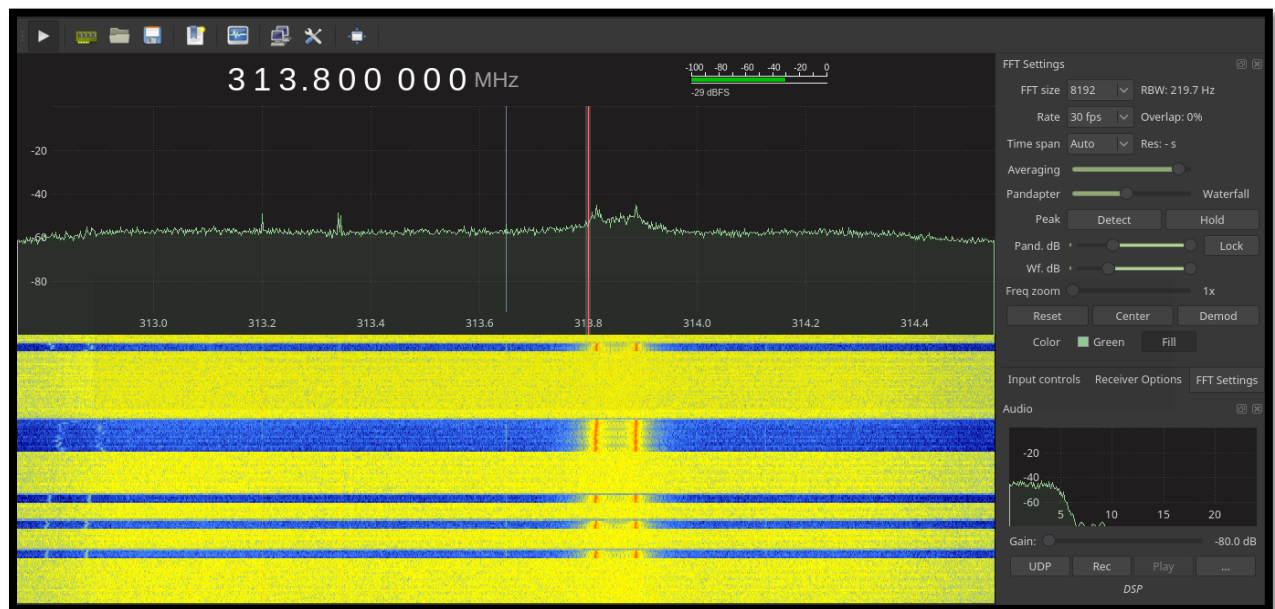 313.800 000 MHz
-100 -80 -60 -40 -20 0
-29 dBFS
-20
-40
-60
-80
313.0 313.2 313.4 313.6 313.8 314.0 314.2 314.4
FFT Settings
FFT size 8192 RBW: 219.7 Hz
Rate 30 fps Overlap: 0%
Time span Auto Res: - s
Averaging
Pandapter Waterfall
Peak Detect Hold
Pand. dB Lock
Wf. dB
Freq zoom 1x
Reset Center Demod
Color Green Fill
Input controls Receiver Options FFT Settings
Audio
-20
-40
-60
5 10 15 20
Gain: -80.0 dB
UDP Rec Play ...
DSP